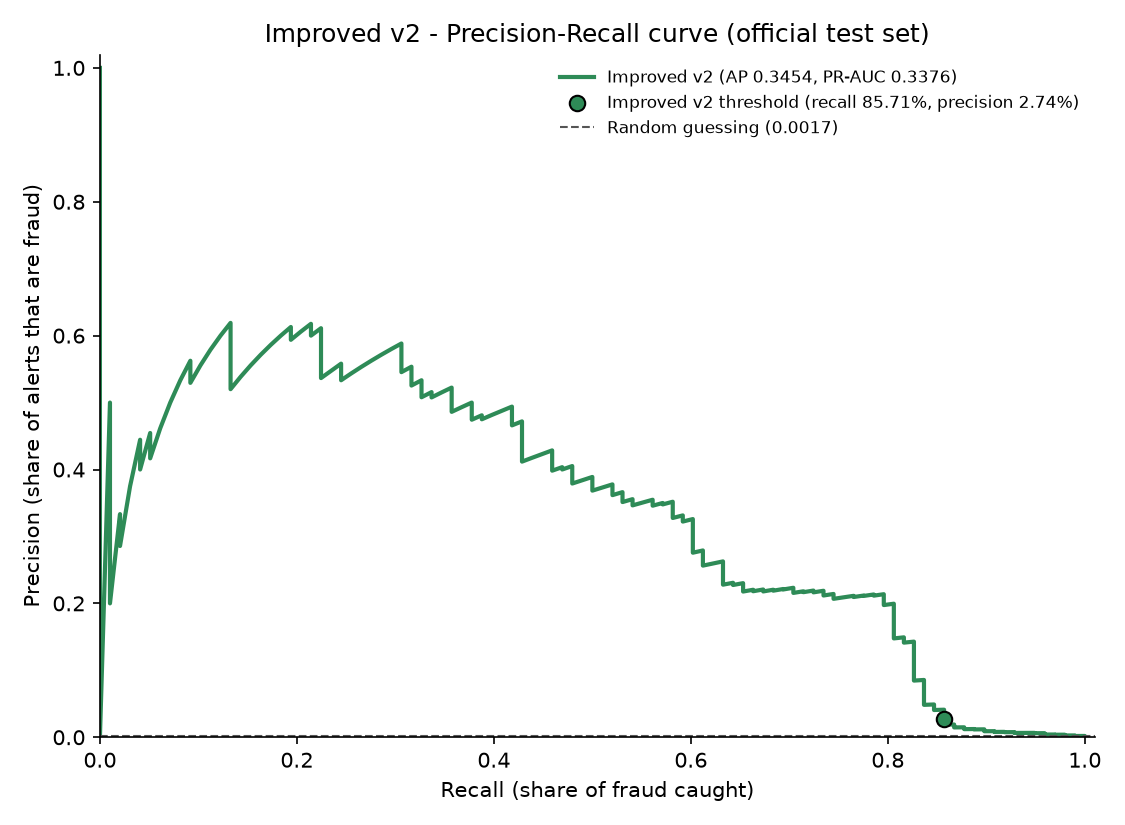 Improved v2 - Precision-Recall curve (official test set)
Improved v2 (AP 0.3454, PR-AUC 0.3376)
Improved v2 threshold (recall 85.71%, precision 2.74%)
Random guessing (0.0017)
Precision (share of alerts that are fraud)
1.0
0.8
0.6
0.4
0.2
0.0
0.0 0.2 0.4 0.6 0.8 1.0
Recall (share of fraud caught)